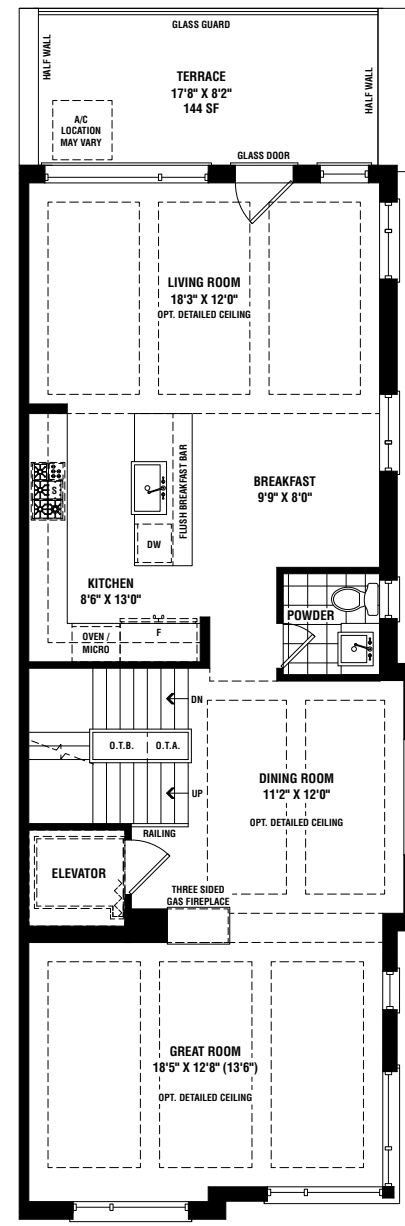 GLASS GUARD
HALF WALL
TERRACE
17'8" X 8'2"
144 SF
HALF WALL
A/C
LOCATION
MAY VARY
GLASS DOOR
LIVING ROOM
18'3" X 12'0"
OPT. DETAILED CEILING
FLUSH BREAKFAST BAR
BREAKFAST
9'9" X 8'0"
S
DW
KITCHEN
8'6" X 13'0"
POWDER
OVEN /
MICRO
F
DN
O.T.B.
O.T.A.
UP
DINING ROOM
11'2" X 12'0"
OPT. DETAILED CEILING
RAILING
ELEVATOR
THREE SIDED
GAS FIREPLACE
GREAT ROOM
18'5" X 12'8" (13'6")
OPT. DETAILED CEILING